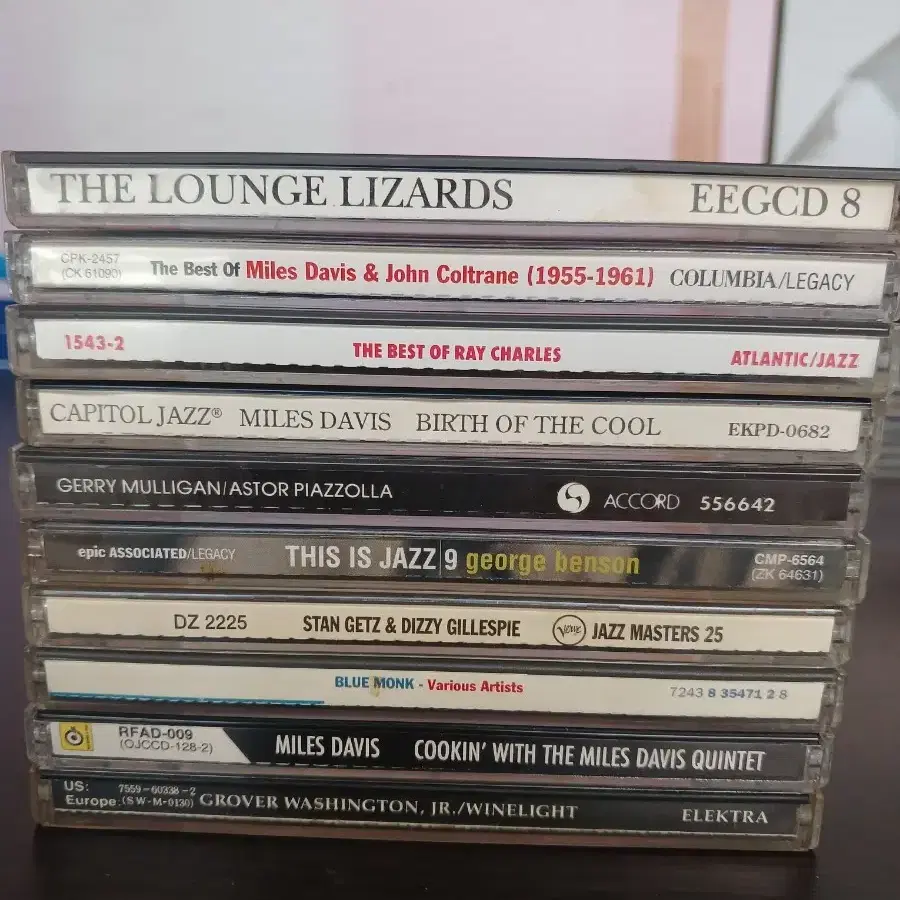 THE LOUNGE LIZARDS EEGCD 8
CPK-2457
(CK 61090)
The Best Of Miles Davis & John Coltrane (1955-1961) COLUMBIA/LEGACY
1543-2 THE BEST OF RAY CHARLES ATLANTIC/JAZZ
CAPITOL JAZZ® MILES DAVIS BIRTH OF THE COOL EKPD-0682
GERRY MULLIGAN/ASTOR PIAZZOLLA ACCORD 556642
epic ASSOCIATED/LEGACY THIS IS JAZZ 9 george benson
CMP-6564
(ZK 64631)
DZ 2225 STAN GETZ & DIZZY GILLESPIE Verve JAZZ MASTERS 25
BLUE MONK - Various Artists 7243 8 35471 2 8
RFAD-009
(OJCCD-128-2)
MILES DAVIS COOKIN' WITH THE MILES DAVIS QUINTET
US: 7559-60338-2
Europe:(SW-M-0130) GROVER WASHINGTON, JR./WINELIGHT ELEKTRA